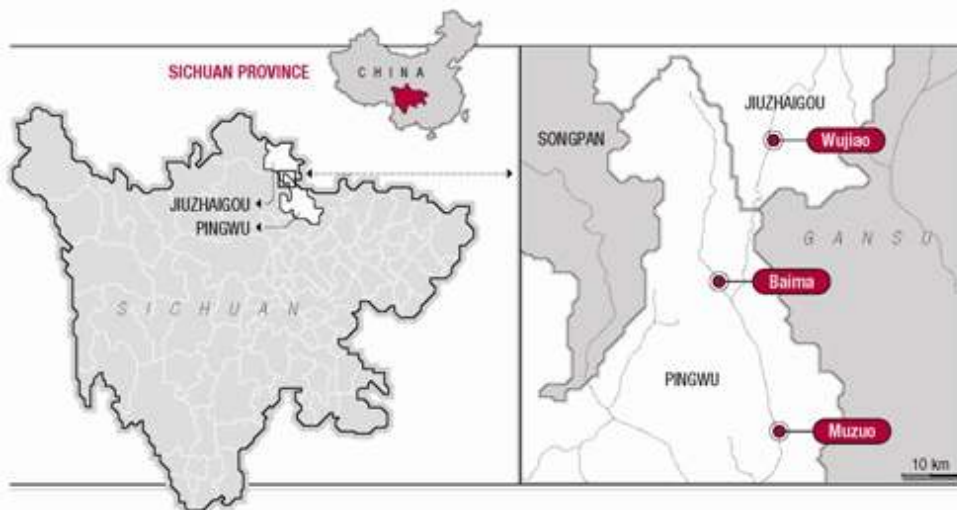 SICHUAN PROVINCE
CHINA
JIUZHAIGOU
PINGWU
SICHUAN
JIUZHAIGOU
SONGPAN
Wujiao
GANSU
Baima
PINGWU
Muzuo
10 km